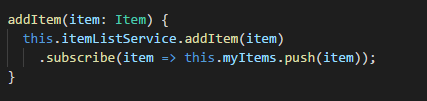 addItem(item: Item) {
  this.itemListService.addItem(item)
    .subscribe(item => this.myItems.push(item));
}